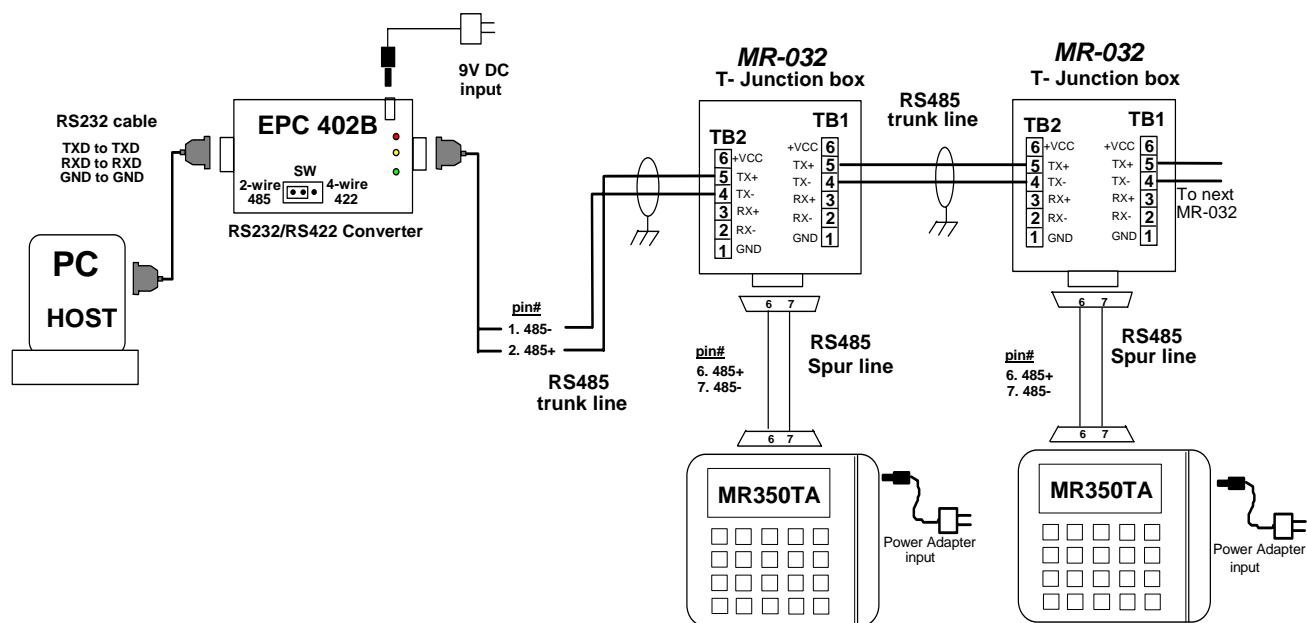 9V DC
input
RS232 cable
TXD to TXD
RXD to RXD
GND to GND
EPC 402B
SW
2-wire
485
4-wire
422
RS232/RS422 Converter
PC
HOST
pin#
1. 485-
2. 485+
RS485
trunk line
MR-032
T- Junction box
TB2
6 +VCC
5 TX+
4 TX-
3 RX+
2 RX-
1 GND
TB1
+VCC 6
TX+ 5
TX- 4
RX+ 3
RX- 2
GND 1
RS485
trunk line
MR-032
T- Junction box
TB2
6 +VCC
5 TX+
4 TX-
3 RX+
2 RX-
1 GND
TB1
+VCC 6
TX+ 5
TX- 4
RX+ 3
RX- 2
GND 1
To next
MR-032
6 7
pin#
6. 485+
7. 485-
RS485
Spur line
6 7
MR350TA
Power Adapter
input
6 7
pin#
6. 485+
7. 485-
RS485
Spur line
6 7
MR350TA
Power Adapter
input